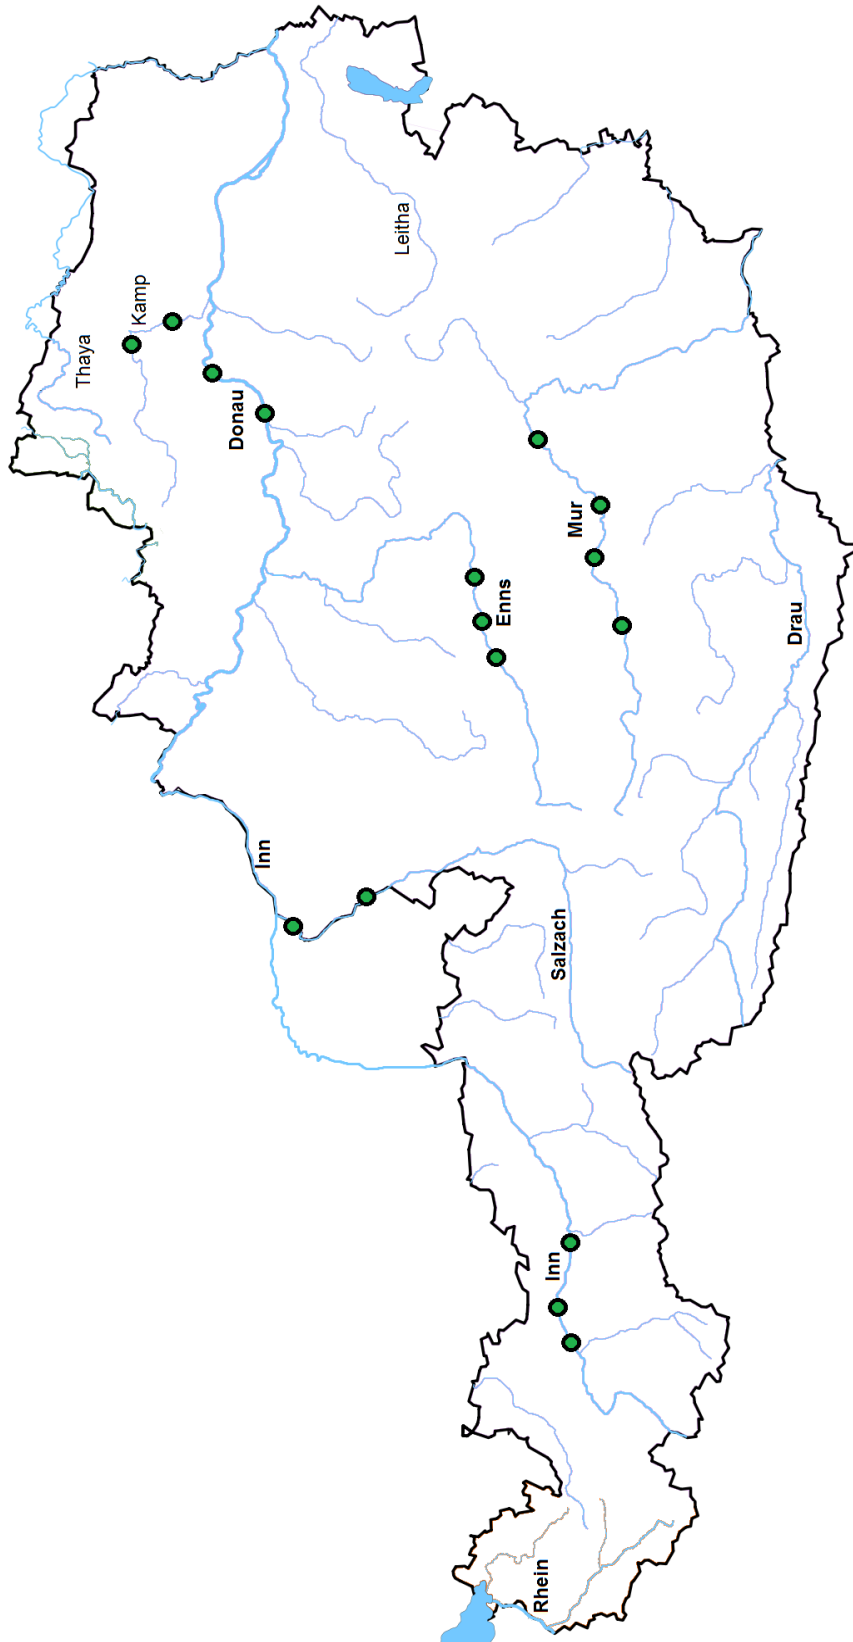 Thaya
Kamp
Leitha
Donau
Mur
Enns
Drau
Inn
Salzach
Inn
Rhein